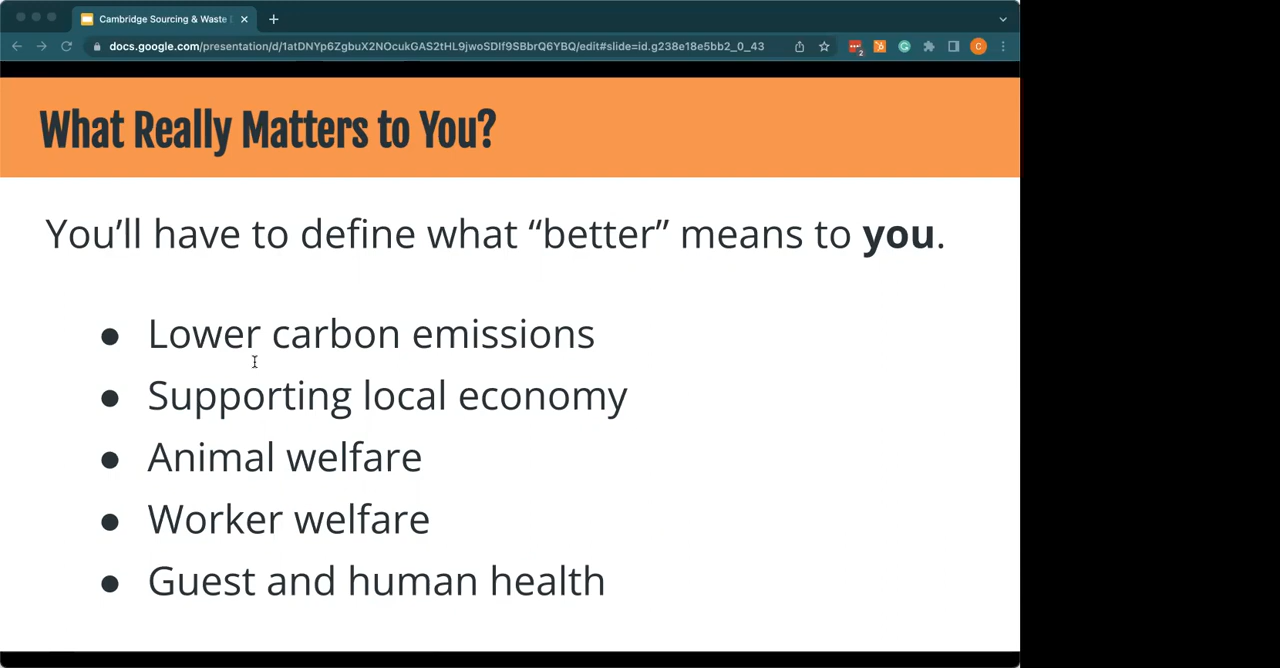 Cambridge Sourcing & Waste
docs.google.com/presentation/d/1atDNYp6ZgbuX2NOcukGAS2tHL9jwoSDIf9SBbrQ6YBQ/edit#slide=id.g238e18e5bb2_0_43
2
C
What Really Matters to You?
You’ll have to define what “better” means to you.
● Lower carbon emissions
● Supporting local economy
● Animal welfare
● Worker welfare
● Guest and human health